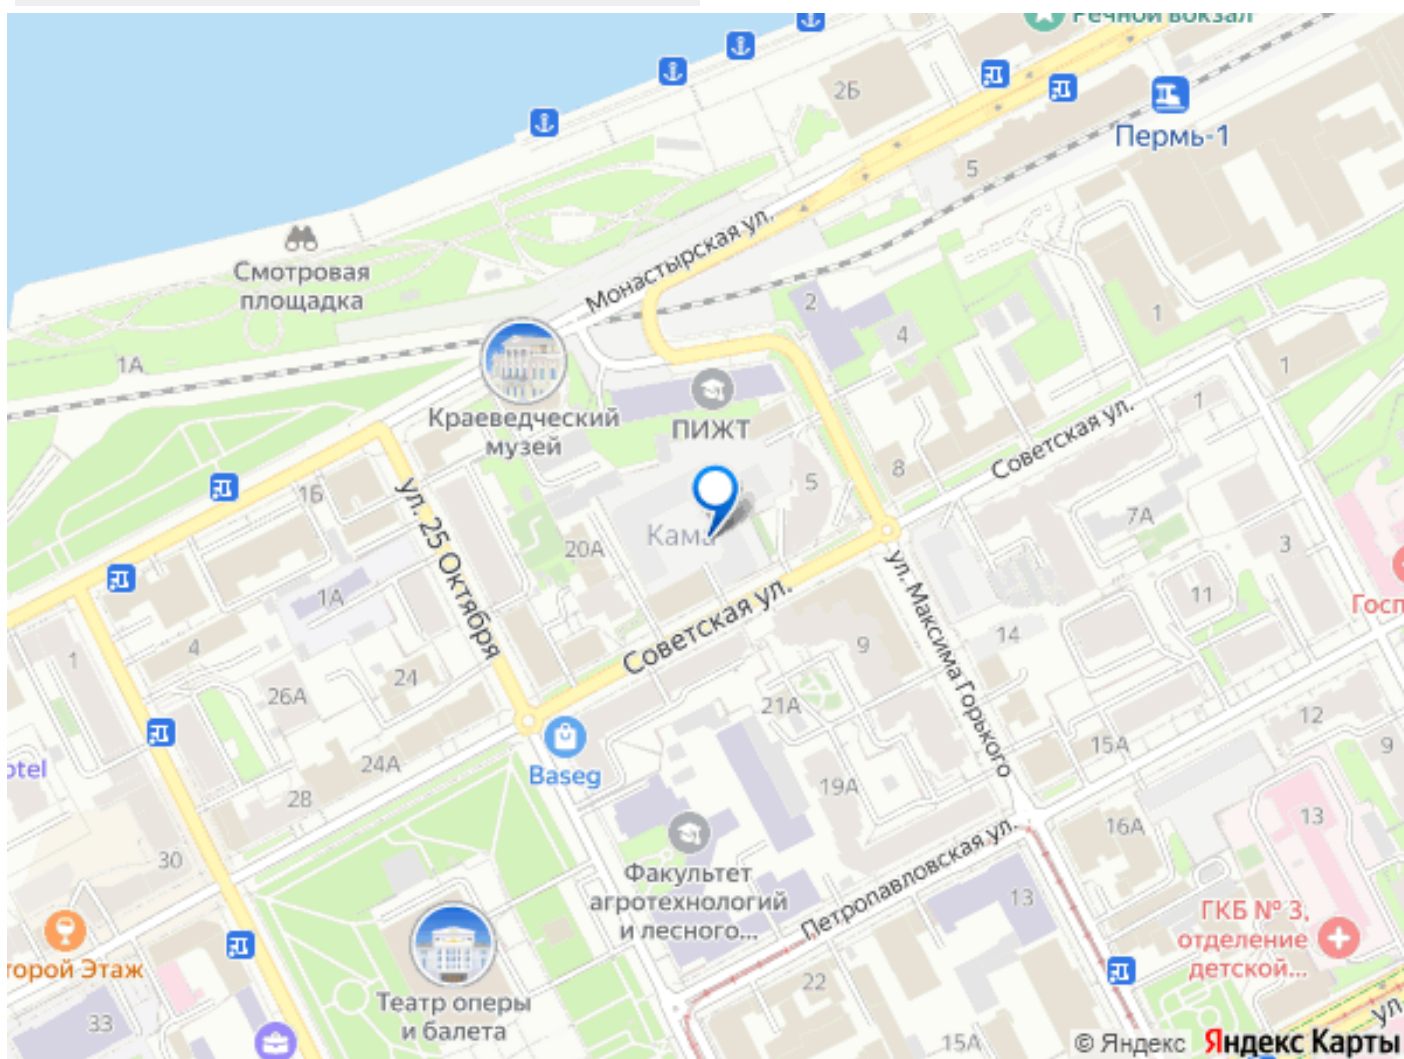 Речной вокзал
2Б
Пермь-1
5
Монастырская ул.
Смотровая
площадка
2
4
1
1А
1
Краеведческий
музей
ПИЖТ
1
Советская ул.
8
5
1Б
ул. 25 Октября
7А
Кама
20А
3
ул. Максима Горького
1А
11
Госп
Советская ул.
14
9
4
1
24
26А
21А
12
15А
9
24А
Baseg
otel
19А
28
13
16А
Петропавловская ул.
30
Факультет
агротехнологий
и лесного...
13
ГКБ № 3,
отделение
детской...
торой Этаж
22
Театр оперы
и балета
33
ул.
15А
© Яндекс Яндекс Карты